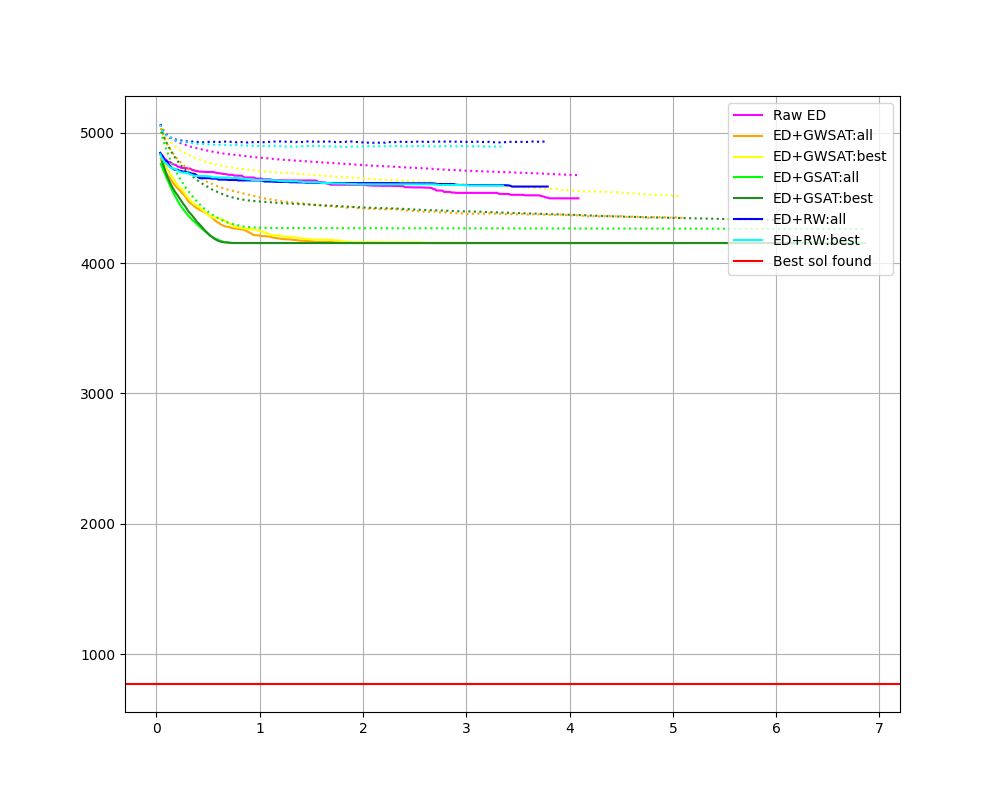 5000
4000
3000
2000
1000
0 1 2 3 4 5 6 7
Raw ED
ED+GWSAT:all
ED+GWSAT:best
ED+GSAT:all
ED+GSAT:best
ED+RW:all
ED+RW:best
Best sol found